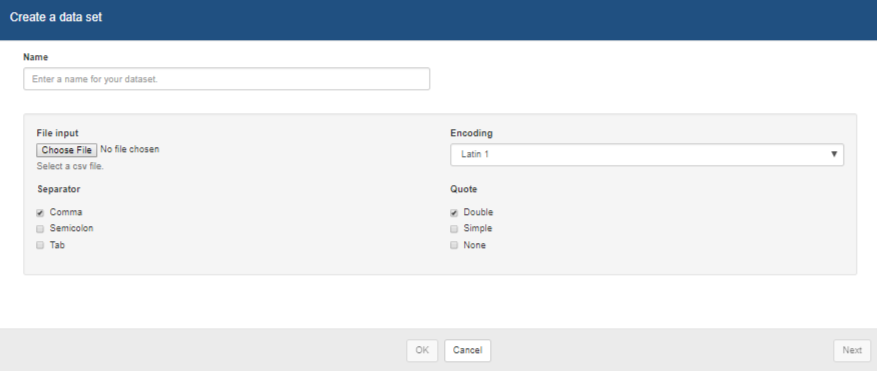 Create a data set
Name
Enter a name for your dataset.
File input
Choose File No file chosen
Select a csv file.
Encoding
Latin 1
Separator
Comma
Semicolon
Tab
Quote
Double
Simple
None
OK
Cancel
Next